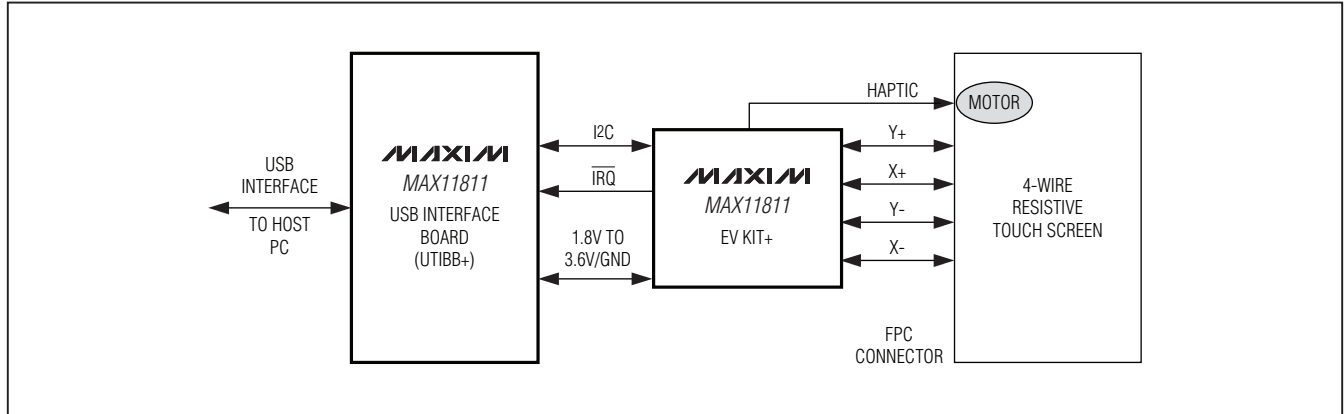 USB
INTERFACE
TO HOST
PC
MAXIM
MAX11811
USB INTERFACE
BOARD
(UTIBB+)
I2C
IRQ
1.8V TO
3.6V/GND
MAXIM
MAX11811
EV KIT+
HAPTIC
Y+
X+
Y-
X-
MOTOR
4-WIRE
RESISTIVE
TOUCH SCREEN
FPC
CONNECTOR